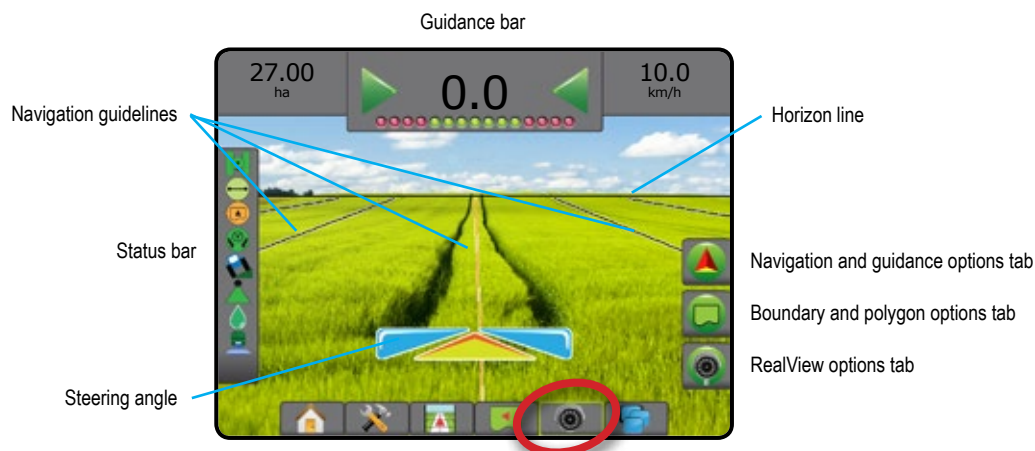 Guidance bar
27.00
ha
0.0
10.0
km/h
Navigation guidelines
Horizon line
Status bar
Navigation and guidance options tab
Boundary and polygon options tab
RealView options tab
Steering angle